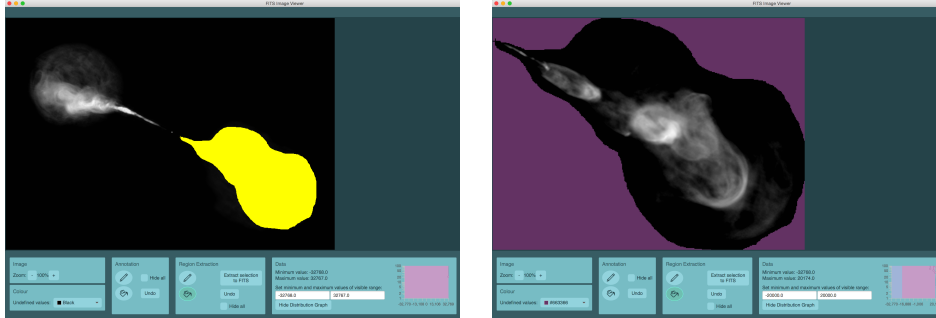 FITS Image Viewer
Image
Zoom: - 100% +
Colour
Undefined values: Black
Annotation
Hide all
Undo
Region Extraction
Extract selection
to FITS
Undo
Hide all
Data
Minimum value: -32768.0
Maximum value: 32767.0
Set minimum and maximum values of visible range:
-32768.0 32767.0
Hide Distribution Graph
FITS Image Viewer
Image
Zoom: - 100% +
Colour
Undefined values:
Annotation
Hide all
Undo
Region Extraction
Extract selection
to FITS
Undo
Hide all
Data
Minimum value: -32768.0
Maximum value: 20174.0
Set minimum and maximum values of visible range:
-20000.0 20000.0
Hide Distribution Graph